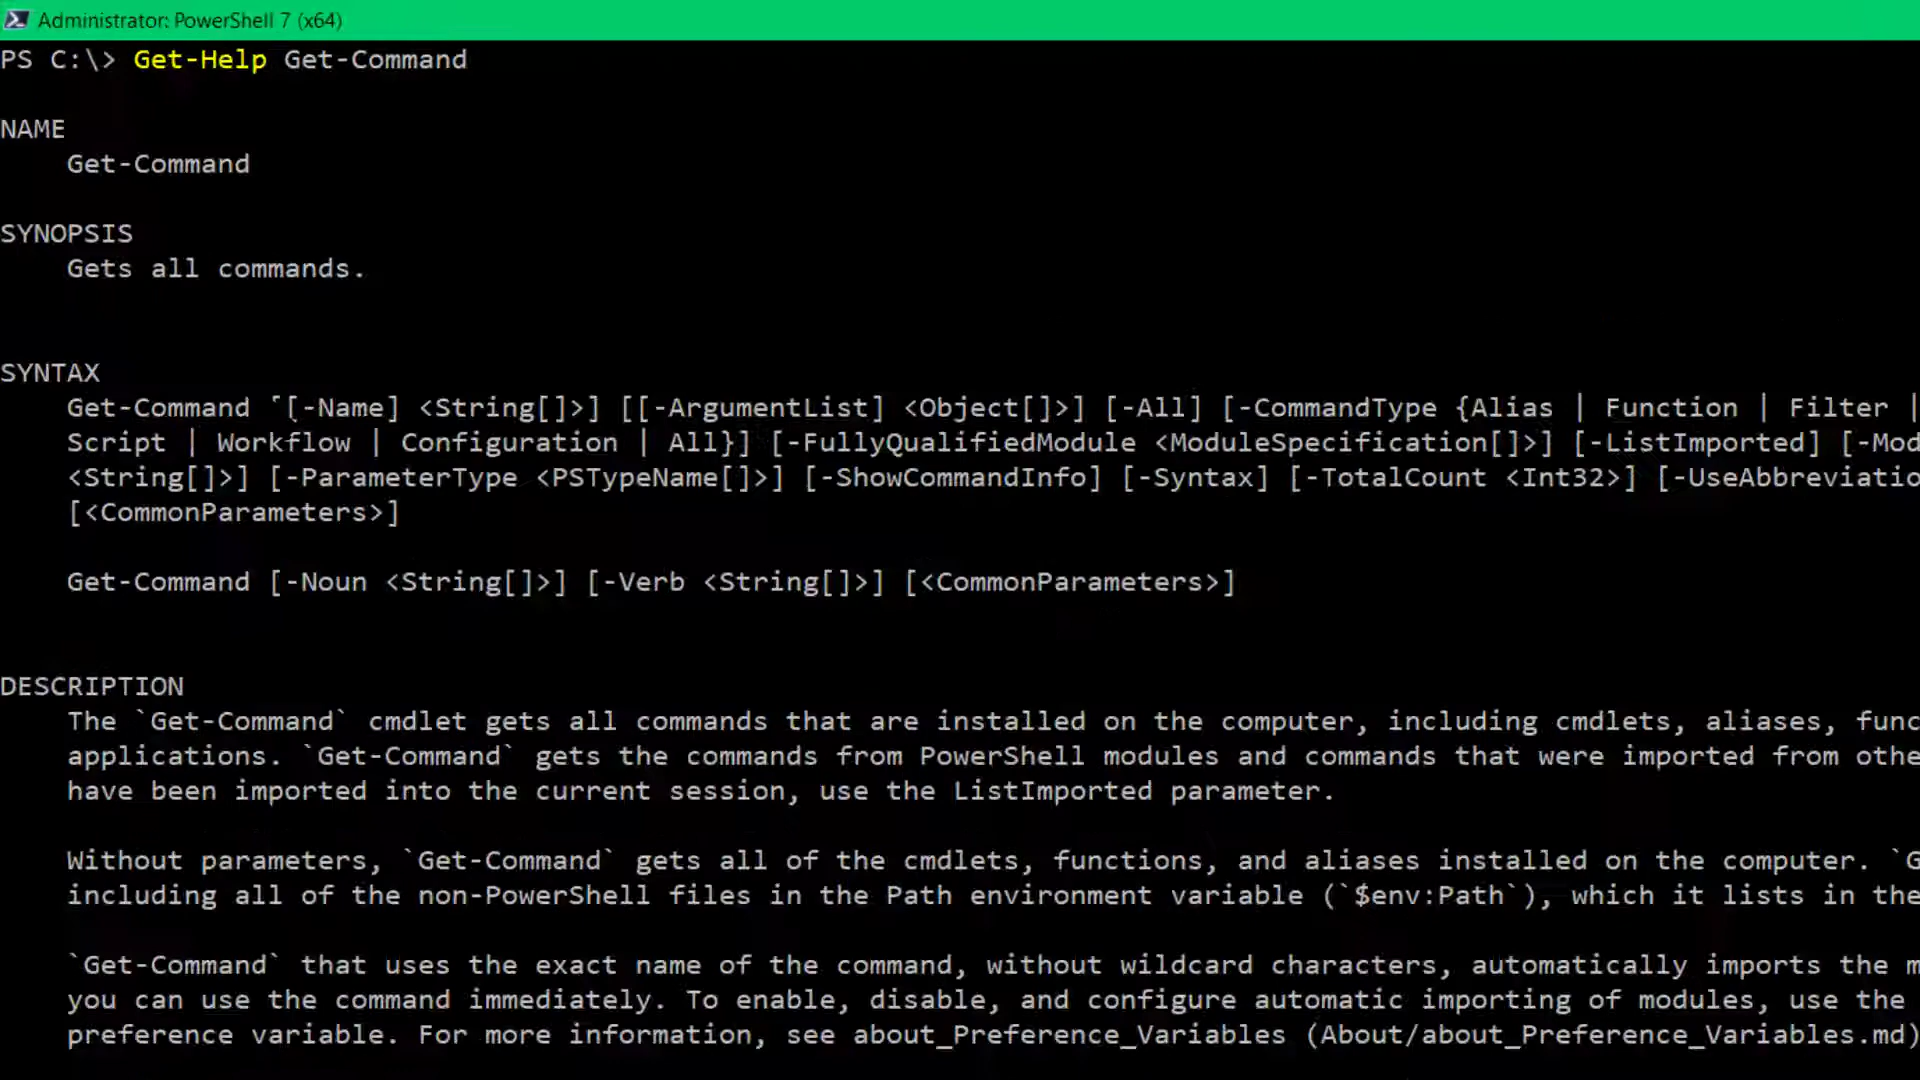 Administrator: PowerShell 7 (x64)
PS C:\> Get-Help Get-Command
NAME
Get-Command
SYNOPSIS
Gets all commands.
SYNTAX
Get-Command [[-Name] <String[]>] [[-ArgumentList] <Object[]>] [-All] [-CommandType {Alias | Function | Filter |
Script | Workflow | Configuration | All}] [-FullyQualifiedModule <ModuleSpecification[]>] [-ListImported] [-Mod
<String[]>] [-ParameterType <PSTypeName[]>] [-ShowCommandInfo] [-Syntax] [-TotalCount <Int32>] [-UseAbbreviatio
[<CommonParameters>]
Get-Command [-Noun <String[]>] [-Verb <String[]>] [<CommonParameters>]
DESCRIPTION
The `Get-Command` cmdlet gets all commands that are installed on the computer, including cmdlets, aliases, func
applications. `Get-Command` gets the commands from PowerShell modules and commands that were imported from othe
have been imported into the current session, use the ListImported parameter.
Without parameters, `Get-Command` gets all of the cmdlets, functions, and aliases installed on the computer. `G
including all of the non-PowerShell files in the Path environment variable (`$env:Path`), which it lists in the
`Get-Command` that uses the exact name of the command, without wildcard characters, automatically imports the m
you can use the command immediately. To enable, disable, and configure automatic importing of modules, use the
preference variable. For more information, see about_Preference_Variables (About/about_Preference_Variables.md)